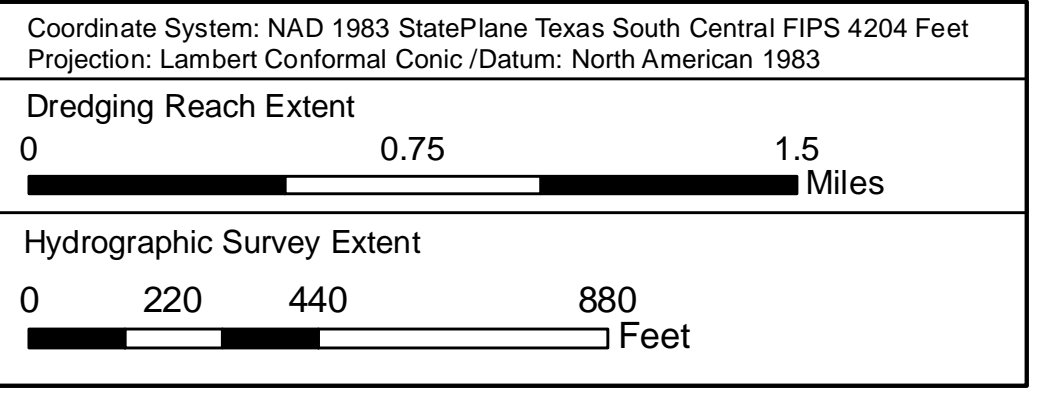 Coordinate System: NAD 1983 StatePlane Texas South Central FIPS 4204 Feet
Projection: Lambert Conformal Conic /Datum: North American 1983
Dredging Reach Extent
0 0.75 1.5
Miles
Hydrographic Survey Extent
0 220 440 880
Feet